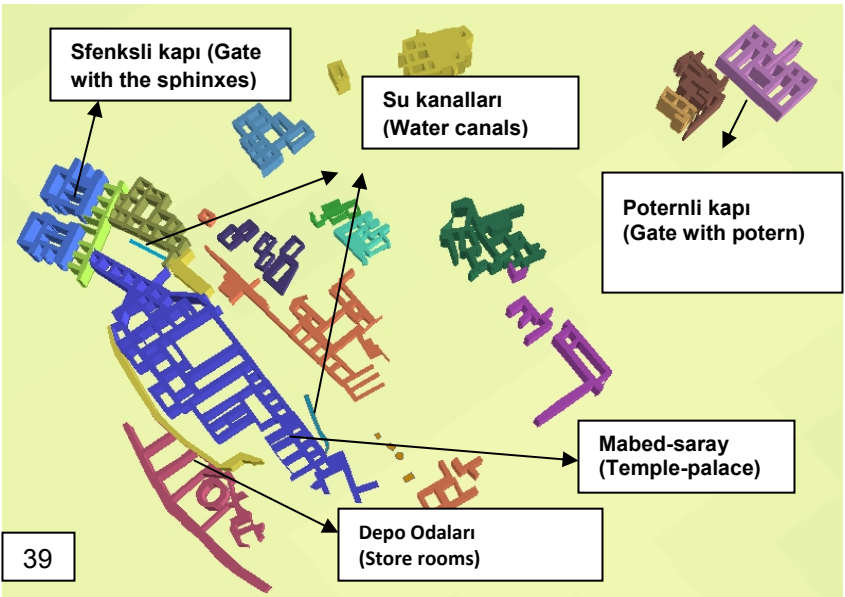 Sfenksli kapı (Gate
with the sphinxes)
Su kanalları
(Water canals)
Poternli kapı
(Gate with potern)
Mabed-saray
(Temple-palace)
Depo Odaları
(Store rooms)
39